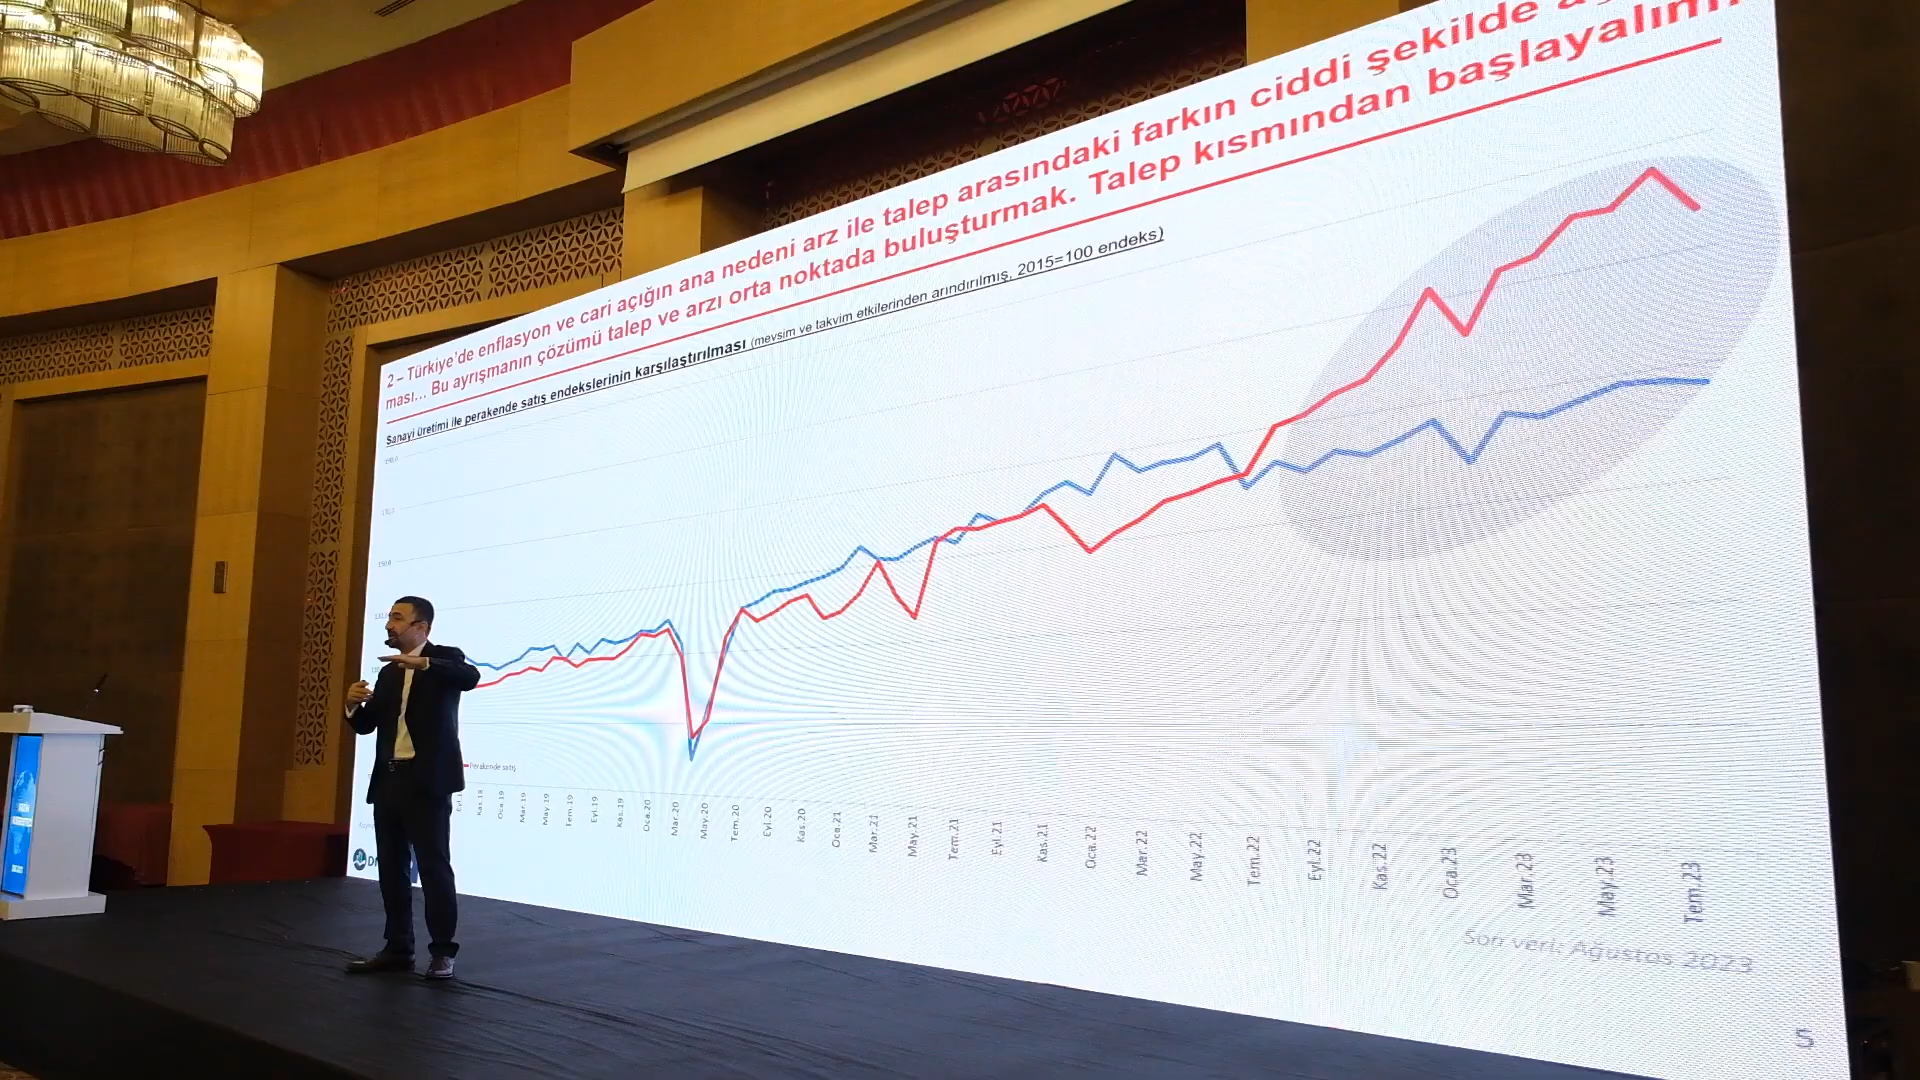 2 – Türkiye'de enflasyon ve cari açığın ana nedeni arz ile talep arasındaki farkın ciddi şekilde
ması... Bu ayrışmanın çözümü talep ve arzı orta noktada buluşturmak. Talep kısmından başlayalım
Sanayi üretimi ile perakende satış endekslerinin karşılaştırılması (mevsim ve takvim etkilerinden arındırılmış, 2015=100 endeks)
Perakende satış
Kas.18 Oca.19 Mar.19 May.19 Tem.19 Eyl.19 Kas.19 Oca.20 Mar.20 May.20 Tem.20 Eyl.20 Kas.20 Oca.21 Mar.21 May.21 Tem.21 Eyl.21 Kas.21 Oca.22 Mar.22 May.22 Tem.22 Eyl.22 Kas.22 Oca.23 Mar.23 May.23 Tem.23
Son veri: Ağustos 2023
5